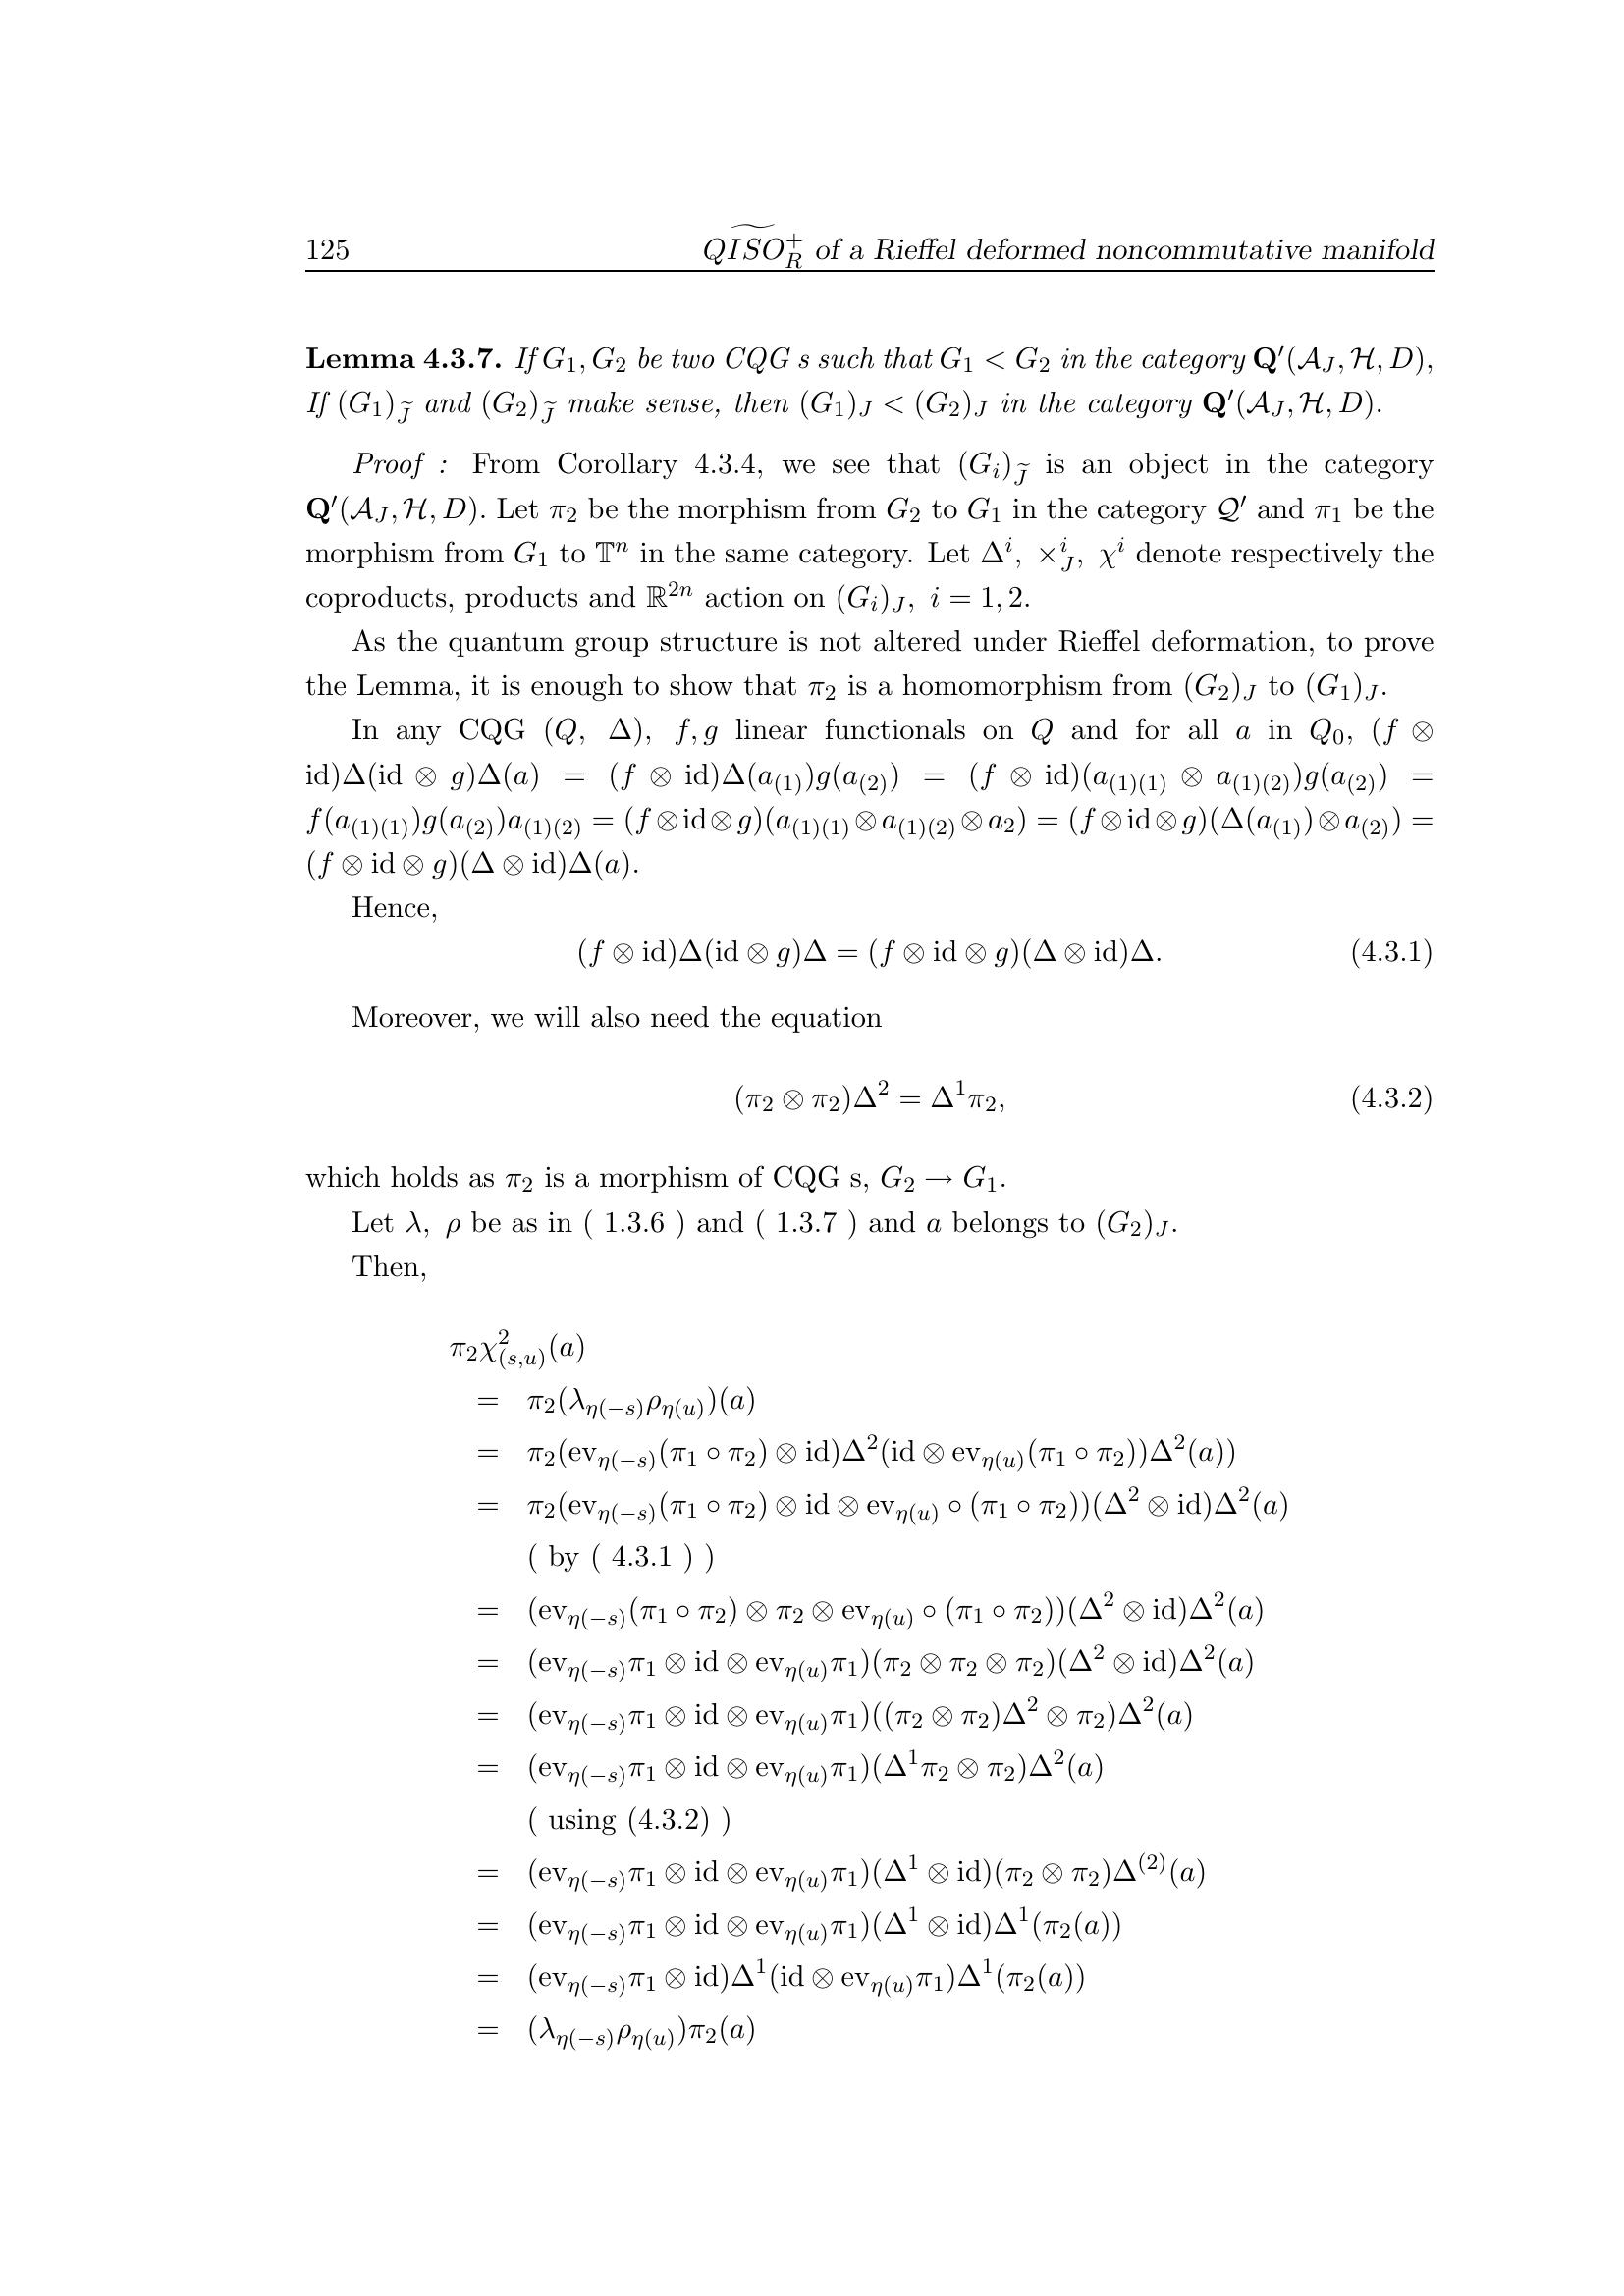 125 $\widetilde{QISO}^+_R$ of a Rieffel deformed noncommutative manifold
Lemma 4.3.7. If $G_1, G_2$ be two CQG s such that $G_1 < G_2$ in the category $\mathbf{Q}'(\mathcal{A}_J, \mathcal{H}, D)$,
If $(G_1)_{\widetilde{J}}$ and $(G_2)_{\widetilde{J}}$ make sense, then $(G_1)_J < (G_2)_J$ in the category $\mathbf{Q}'(\mathcal{A}_J, \mathcal{H}, D)$.
Proof : From Corollary 4.3.4, we see that $(G_i)_{\widetilde{J}}$ is an object in the category
$\mathbf{Q}'(\mathcal{A}_J, \mathcal{H}, D)$. Let $\pi_2$ be the morphism from $G_2$ to $G_1$ in the category $\mathcal{Q}'$ and $\pi_1$ be the
morphism from $G_1$ to $\mathbb{T}^n$ in the same category. Let $\Delta^i, \times^i_J, \chi^i$ denote respectively the
coproducts, products and $\mathbb{R}^{2n}$ action on $(G_i)_J, i = 1, 2$.
As the quantum group structure is not altered under Rieffel deformation, to prove
the Lemma, it is enough to show that $\pi_2$ is a homomorphism from $(G_2)_J$ to $(G_1)_J$.
In any CQG $(Q, \Delta)$, $f, g$ linear functionals on $Q$ and for all $a$ in $Q_0$, $(f \otimes$
$\mathrm{id})\Delta(\mathrm{id} \otimes g)\Delta(a) = (f \otimes \mathrm{id})\Delta(a_{(1)})g(a_{(2)}) = (f \otimes \mathrm{id})(a_{(1)(1)} \otimes a_{(1)(2)})g(a_{(2)}) =$
$f(a_{(1)(1)})g(a_{(2)})a_{(1)(2)} = (f \otimes \mathrm{id} \otimes g)(a_{(1)(1)} \otimes a_{(1)(2)} \otimes a_2) = (f \otimes \mathrm{id} \otimes g)(\Delta(a_{(1)}) \otimes a_{(2)}) =$
$(f \otimes \mathrm{id} \otimes g)(\Delta \otimes \mathrm{id})\Delta(a)$.
Hence,
$(f \otimes \mathrm{id})\Delta(\mathrm{id} \otimes g)\Delta = (f \otimes \mathrm{id} \otimes g)(\Delta \otimes \mathrm{id})\Delta.$ (4.3.1)
Moreover, we will also need the equation
$(\pi_2 \otimes \pi_2)\Delta^2 = \Delta^1\pi_2,$ (4.3.2)
which holds as $\pi_2$ is a morphism of CQG s, $G_2 \to G_1$.
Let $\lambda, \rho$ be as in ( 1.3.6 ) and ( 1.3.7 ) and $a$ belongs to $(G_2)_J$.
Then,
$\pi_2\chi^2_{(s,u)}(a)$
$= \pi_2(\lambda_{\eta(-s)}\rho_{\eta(u)})(a)$
$= \pi_2(\mathrm{ev}_{\eta(-s)}(\pi_1 \circ \pi_2) \otimes \mathrm{id})\Delta^2(\mathrm{id} \otimes \mathrm{ev}_{\eta(u)}(\pi_1 \circ \pi_2))\Delta^2(a))$
$= \pi_2(\mathrm{ev}_{\eta(-s)}(\pi_1 \circ \pi_2) \otimes \mathrm{id} \otimes \mathrm{ev}_{\eta(u)} \circ (\pi_1 \circ \pi_2))(\Delta^2 \otimes \mathrm{id})\Delta^2(a)$
( by ( 4.3.1 ) )
$= (\mathrm{ev}_{\eta(-s)}(\pi_1 \circ \pi_2) \otimes \pi_2 \otimes \mathrm{ev}_{\eta(u)} \circ (\pi_1 \circ \pi_2))(\Delta^2 \otimes \mathrm{id})\Delta^2(a)$
$= (\mathrm{ev}_{\eta(-s)}\pi_1 \otimes \mathrm{id} \otimes \mathrm{ev}_{\eta(u)}\pi_1)(\pi_2 \otimes \pi_2 \otimes \pi_2)(\Delta^2 \otimes \mathrm{id})\Delta^2(a)$
$= (\mathrm{ev}_{\eta(-s)}\pi_1 \otimes \mathrm{id} \otimes \mathrm{ev}_{\eta(u)}\pi_1)((\pi_2 \otimes \pi_2)\Delta^2 \otimes \pi_2)\Delta^2(a)$
$= (\mathrm{ev}_{\eta(-s)}\pi_1 \otimes \mathrm{id} \otimes \mathrm{ev}_{\eta(u)}\pi_1)(\Delta^1\pi_2 \otimes \pi_2)\Delta^2(a)$
( using (4.3.2) )
$= (\mathrm{ev}_{\eta(-s)}\pi_1 \otimes \mathrm{id} \otimes \mathrm{ev}_{\eta(u)}\pi_1)(\Delta^1 \otimes \mathrm{id})(\pi_2 \otimes \pi_2)\Delta^{(2)}(a)$
$= (\mathrm{ev}_{\eta(-s)}\pi_1 \otimes \mathrm{id} \otimes \mathrm{ev}_{\eta(u)}\pi_1)(\Delta^1 \otimes \mathrm{id})\Delta^1(\pi_2(a))$
$= (\mathrm{ev}_{\eta(-s)}\pi_1 \otimes \mathrm{id})\Delta^1(\mathrm{id} \otimes \mathrm{ev}_{\eta(u)}\pi_1)\Delta^1(\pi_2(a))$
$= (\lambda_{\eta(-s)}\rho_{\eta(u)})\pi_2(a)$